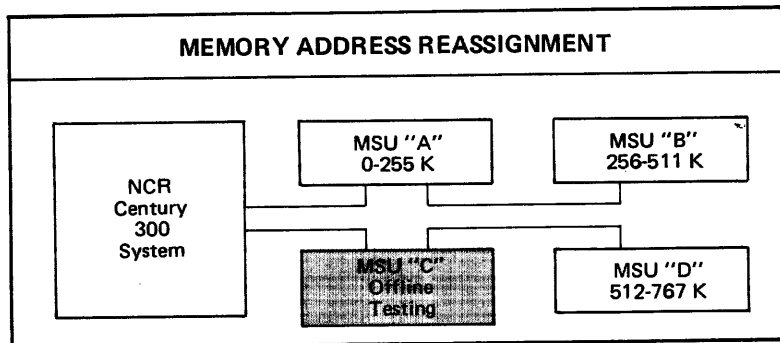 MEMORY ADDRESS REASSIGNMENT
NCR
Century
300
System
MSU "A"
0-255 K
MSU "B"
256-511 K
MSU "C"
Offline
Testing
MSU "D"
512-767 K